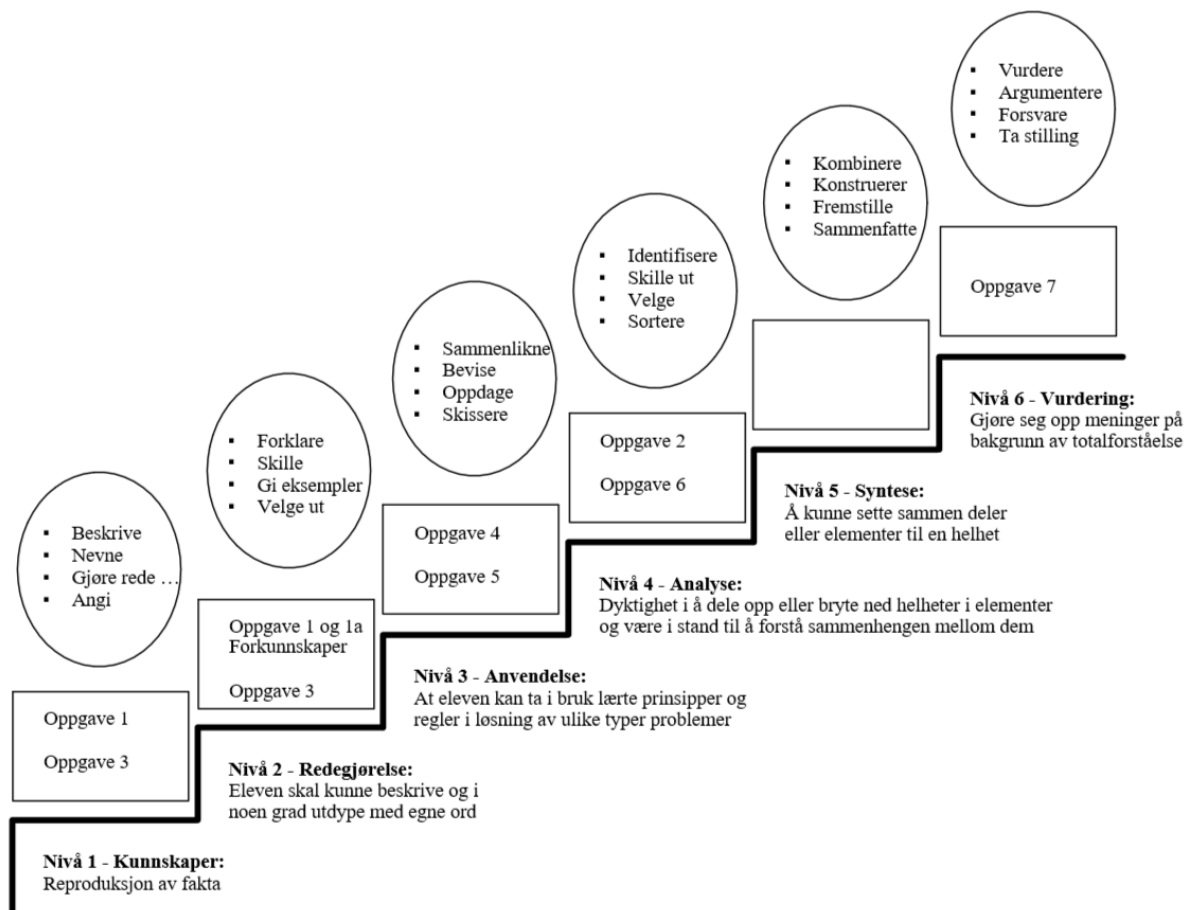 ▪ Vurdere
▪ Argumentere
▪ Forsvare
▪ Ta stilling
Oppgave 7
Nivå 6 - Vurdering:
Gjøre seg opp meninger på
bakgrunn av totalforståelse
▪ Kombinere
▪ Konstruerer
▪ Fremstille
▪ Sammenfatte
Nivå 5 - Syntese:
Å kunne sette sammen deler
eller elementer til en helhet
▪ Identifisere
▪ Skille ut
▪ Velge
▪ Sortere
Oppgave 2
Oppgave 6
Nivå 4 - Analyse:
Dyktighet i å dele opp eller bryte ned helheter i elementer
og være i stand til å forstå sammenhengen mellom dem
▪ Sammenlikne
▪ Bevise
▪ Oppdage
▪ Skissere
Oppgave 4
Oppgave 5
Nivå 3 - Anvendelse:
At eleven kan ta i bruk lærte prinsipper og
regler i løsning av ulike typer problemer
▪ Forklare
▪ Skille
▪ Gi eksempler
▪ Velge ut
Oppgave 1 og 1a
Forkunnskaper
Oppgave 3
Nivå 2 - Redegjørelse:
Eleven skal kunne beskrive og i
noen grad utdype med egne ord
▪ Beskrive
▪ Nevne
▪ Gjøre rede …
▪ Angi
Oppgave 1
Oppgave 3
Nivå 1 - Kunnskaper:
Reproduksjon av fakta